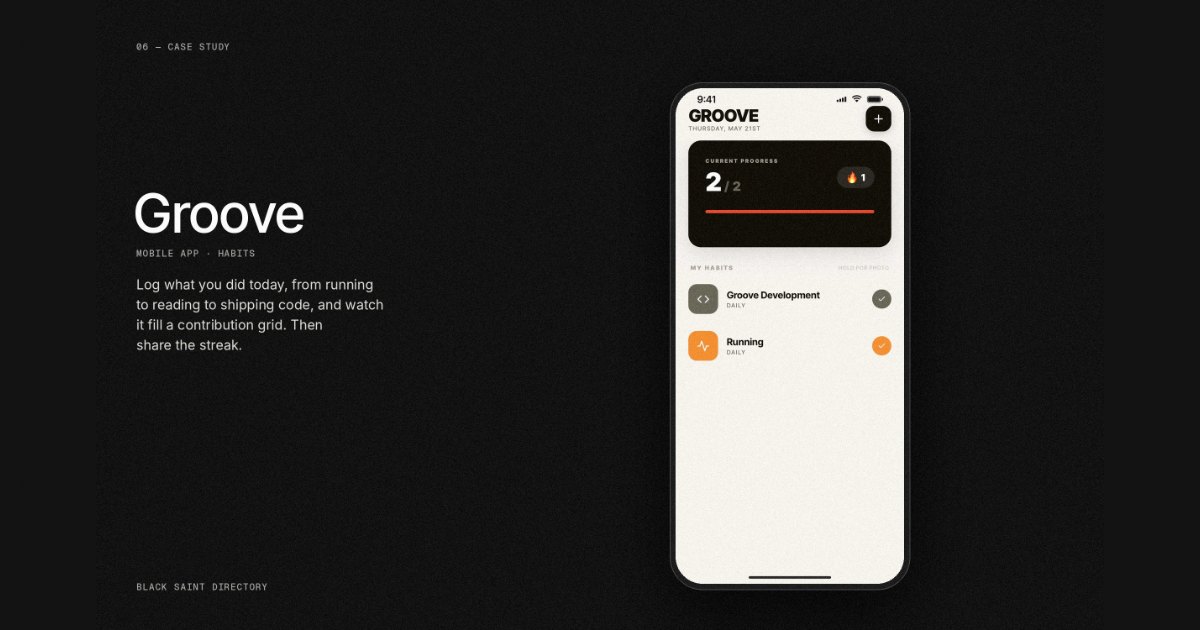 06 — CASE STUDY
Groove
MOBILE APP · HABITS
Log what you did today, from running
to reading to shipping code, and watch
it fill a contribution grid. Then
share the streak.
BLACK SAINT DIRECTORY
9:41
GROOVE
THURSDAY, MAY 21ST
+
CURRENT PROGRESS
2 / 2
🔥 1
MY HABITS
HOLD FOR PHOTO
Groove Development
DAILY
Running
DAILY